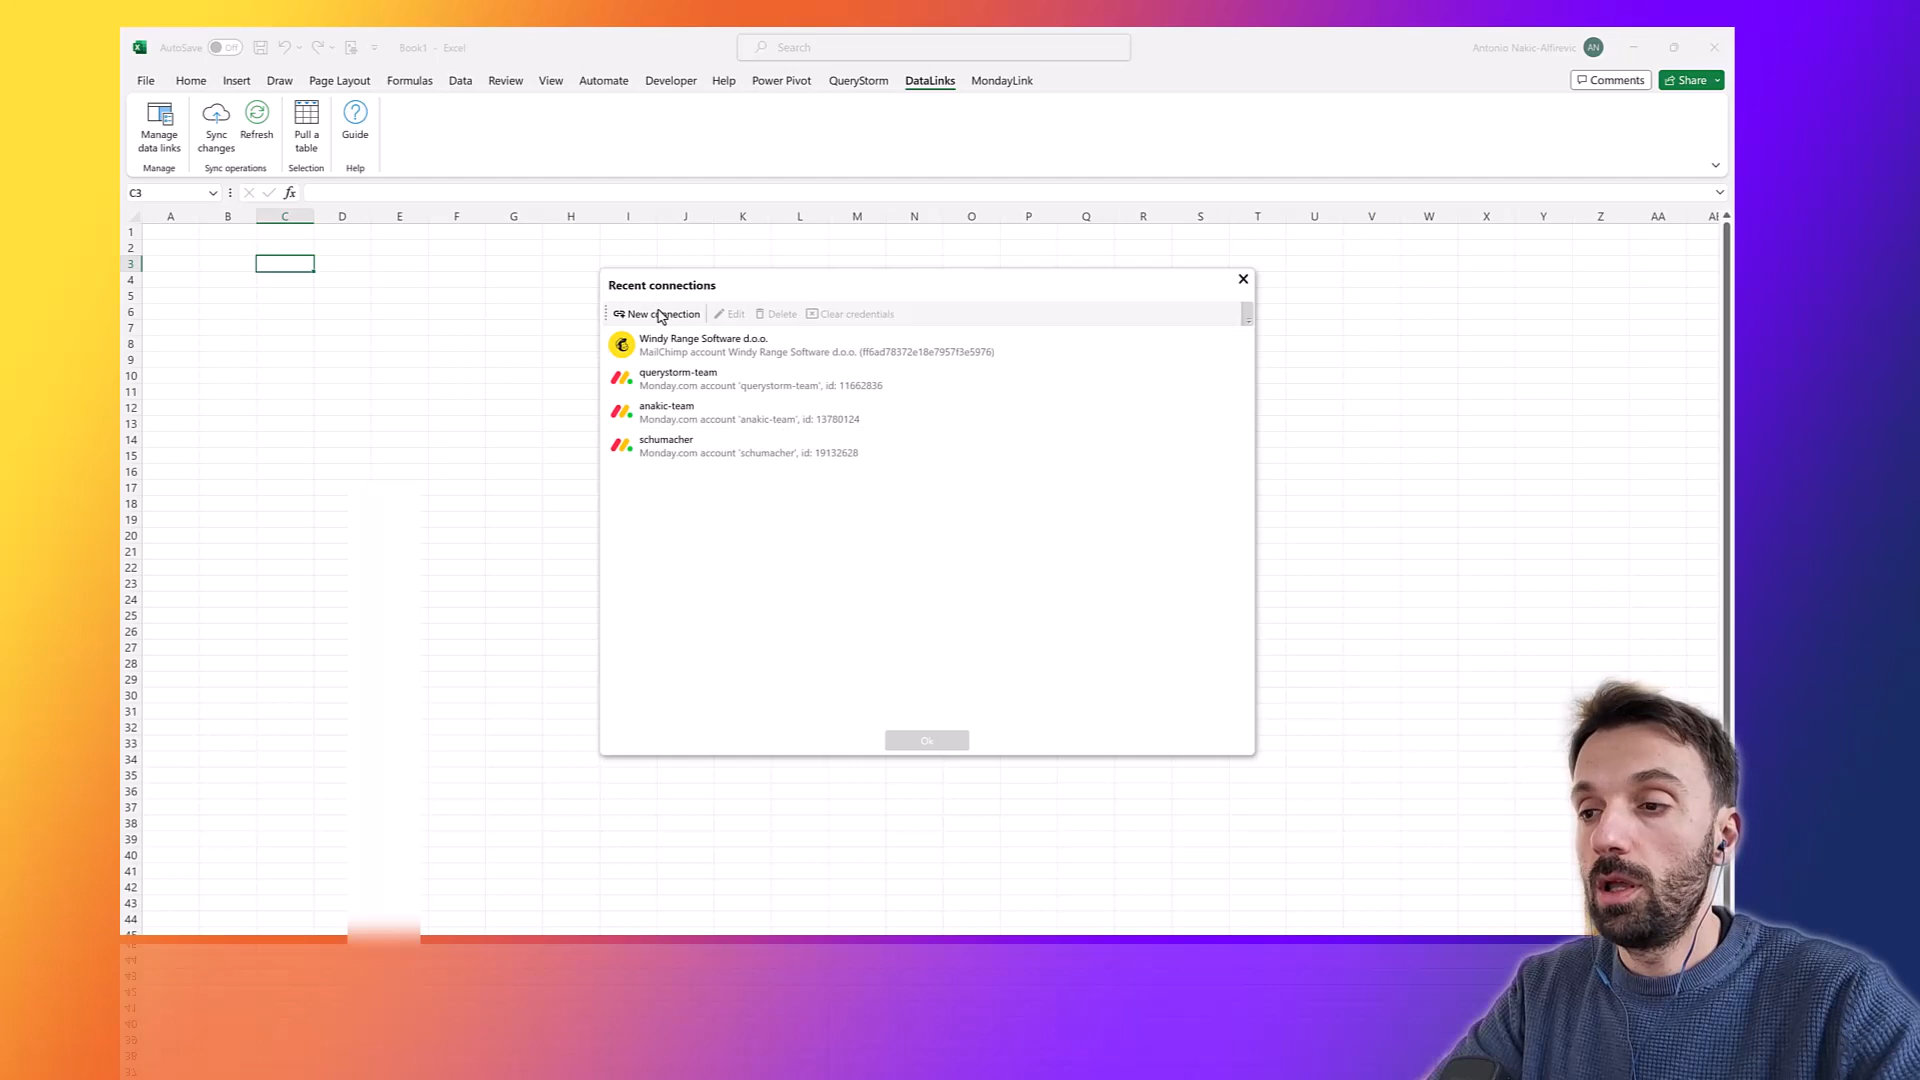 AutoSave Off Book1 - Excel Search Antonio Nakic-Alfirevic AN
File Home Insert Draw Page Layout Formulas Data Review View Automate Developer Help Power Pivot QueryStorm DataLinks MondayLink Comments Share
Manage data links
Sync changes
Refresh
Pull a table
Guide
Manage Sync operations Selection Help
C3 fx
A B C D E F G H I J K L M N O P Q R S T U V W X Y Z AA
1
2
3
4
5
6
7
8
9
10
11
12
13
14
15
16
17
18
19
20
21
22
23
24
25
26
27
28
29
30
31
32
33
34
35
36
37
38
39
40
41
42
43
44
Recent connections
New connection Edit Delete Clear credentials
Windy Range Software d.o.o.
MailChimp account Windy Range Software d.o.o. (ff6ad78372e18e7957f3e5976)
querystorm-team
Monday.com account 'querystorm-team', id: 11662836
anakic-team
Monday.com account 'anakic-team', id: 13780124
schumacher
Monday.com account 'schumacher', id: 19132628
Ok